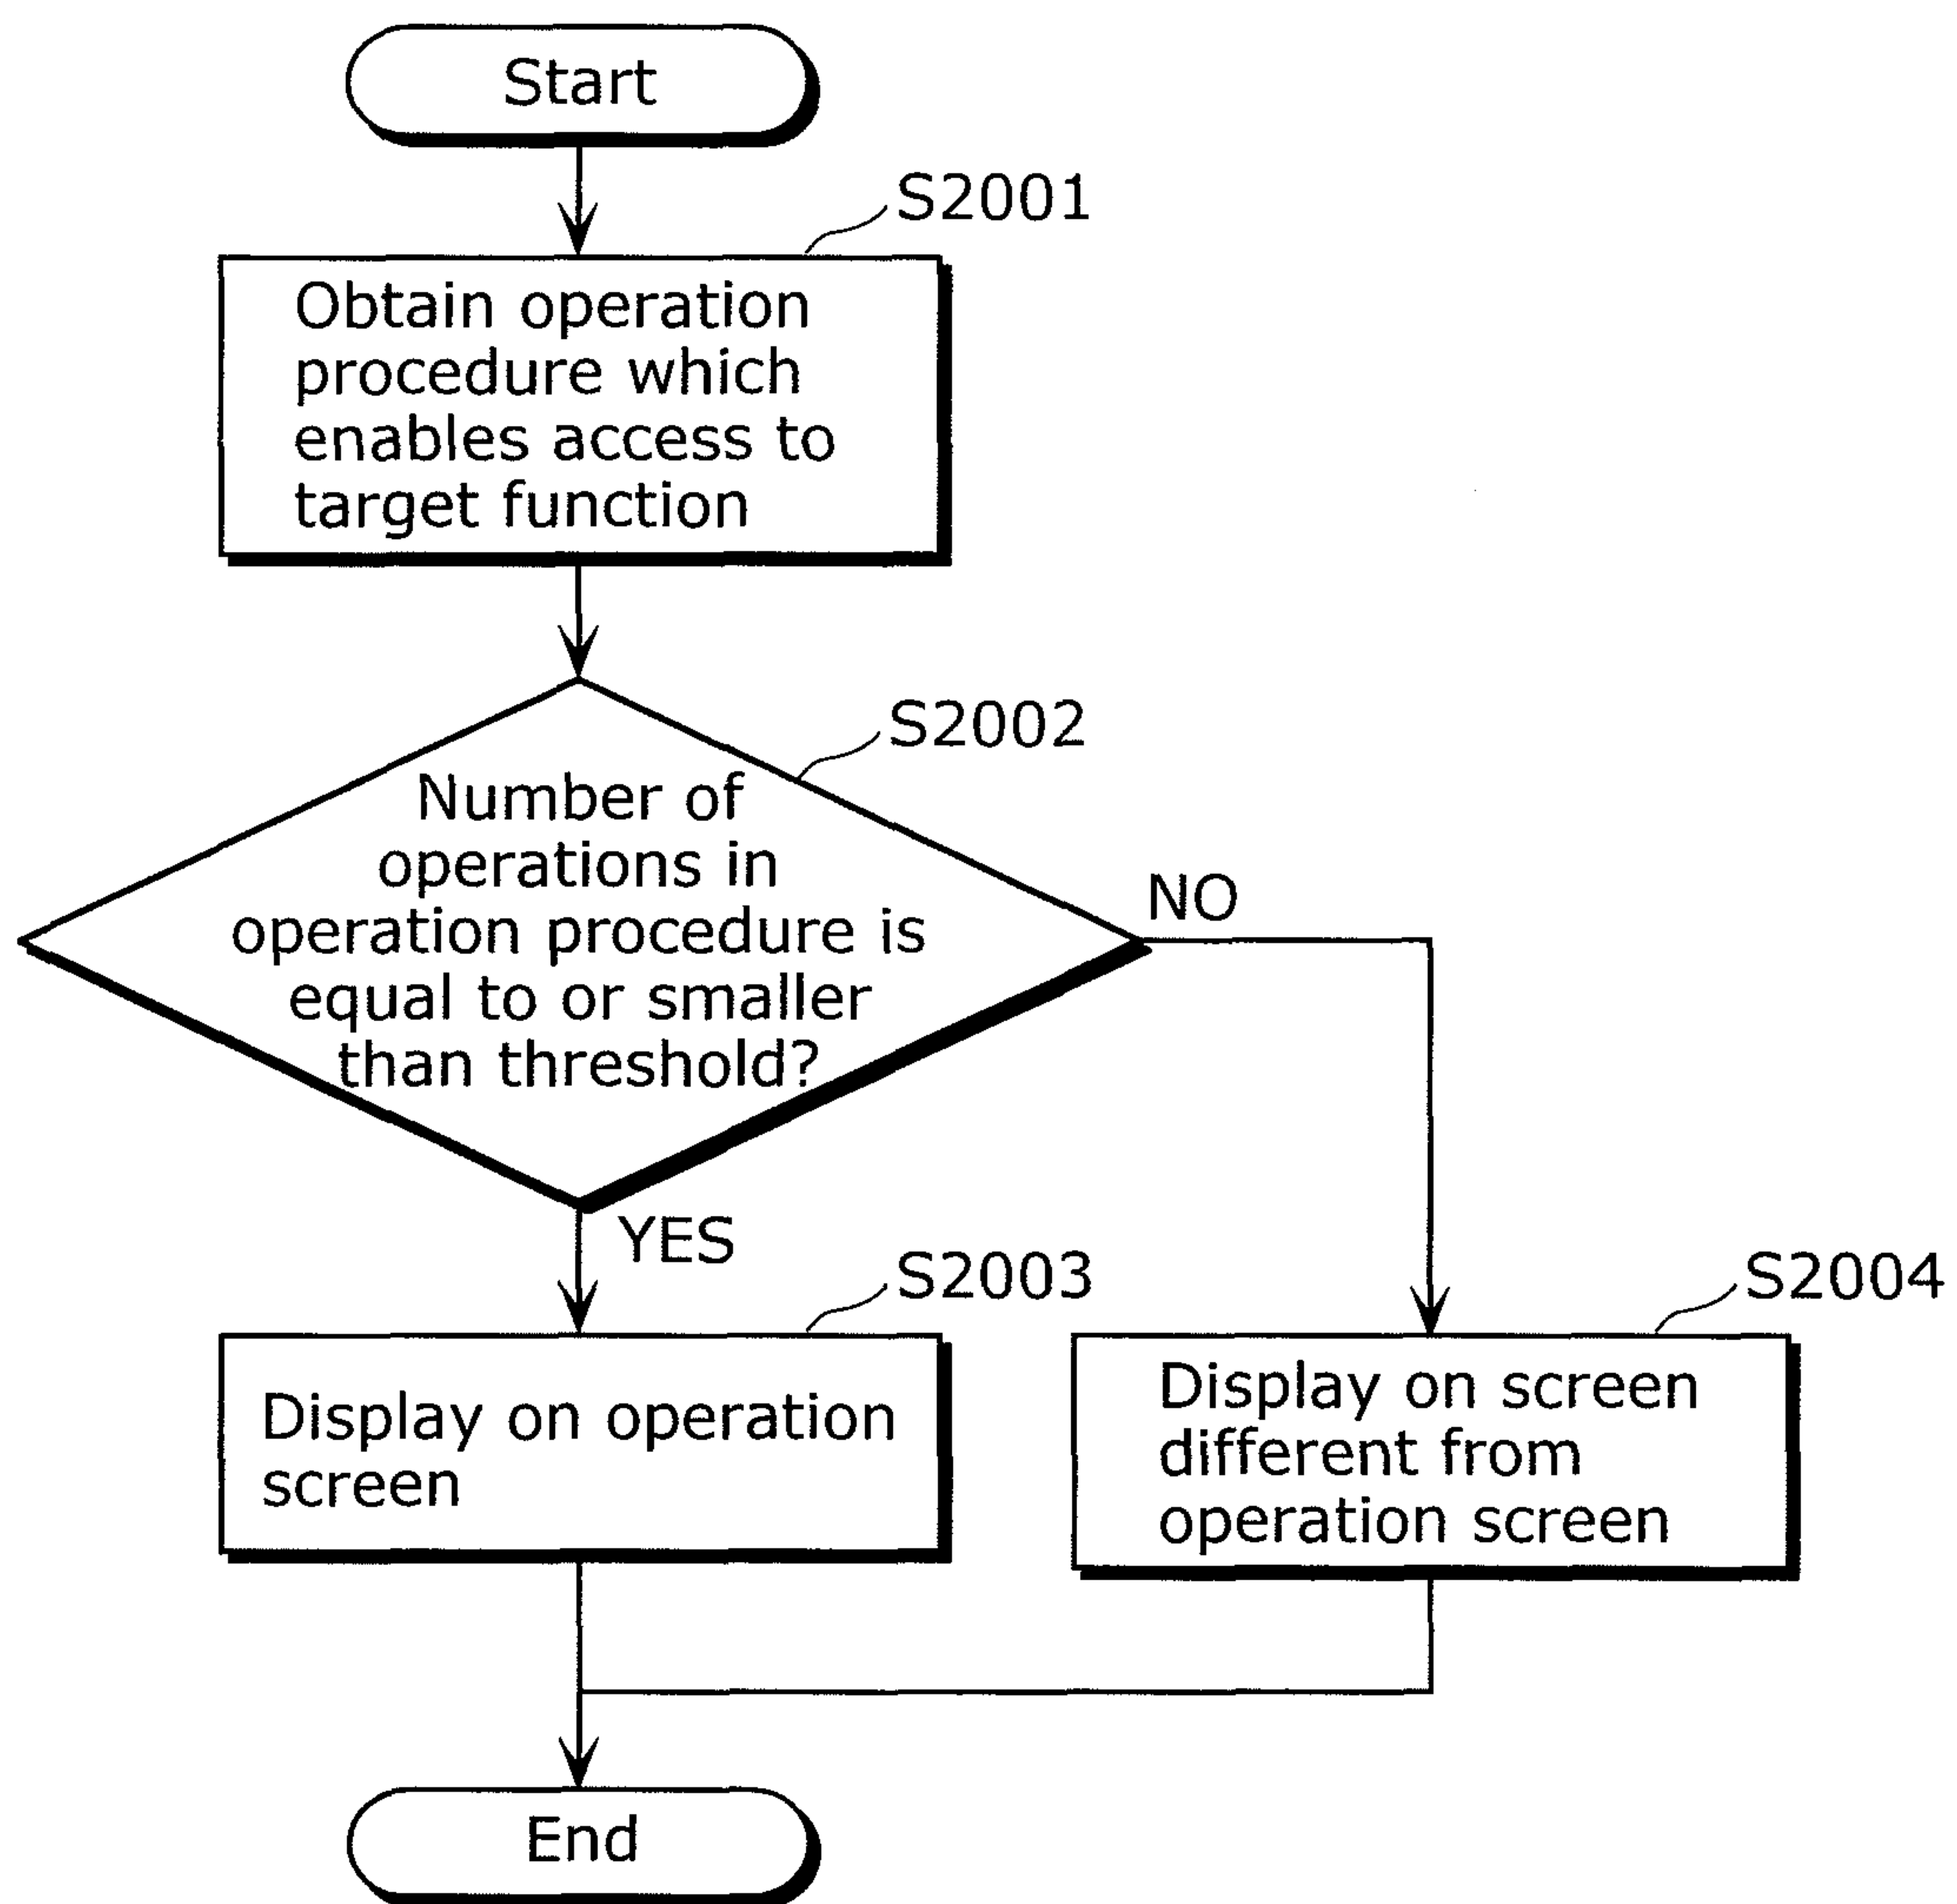 Start
S2001
Obtain operation
procedure which
enables access to
target function
S2002
Number of
operations in
operation procedure is
equal to or smaller
than threshold?
NO
YES
S2003
Display on operation
screen
S2004
Display on screen
different from
operation screen
End